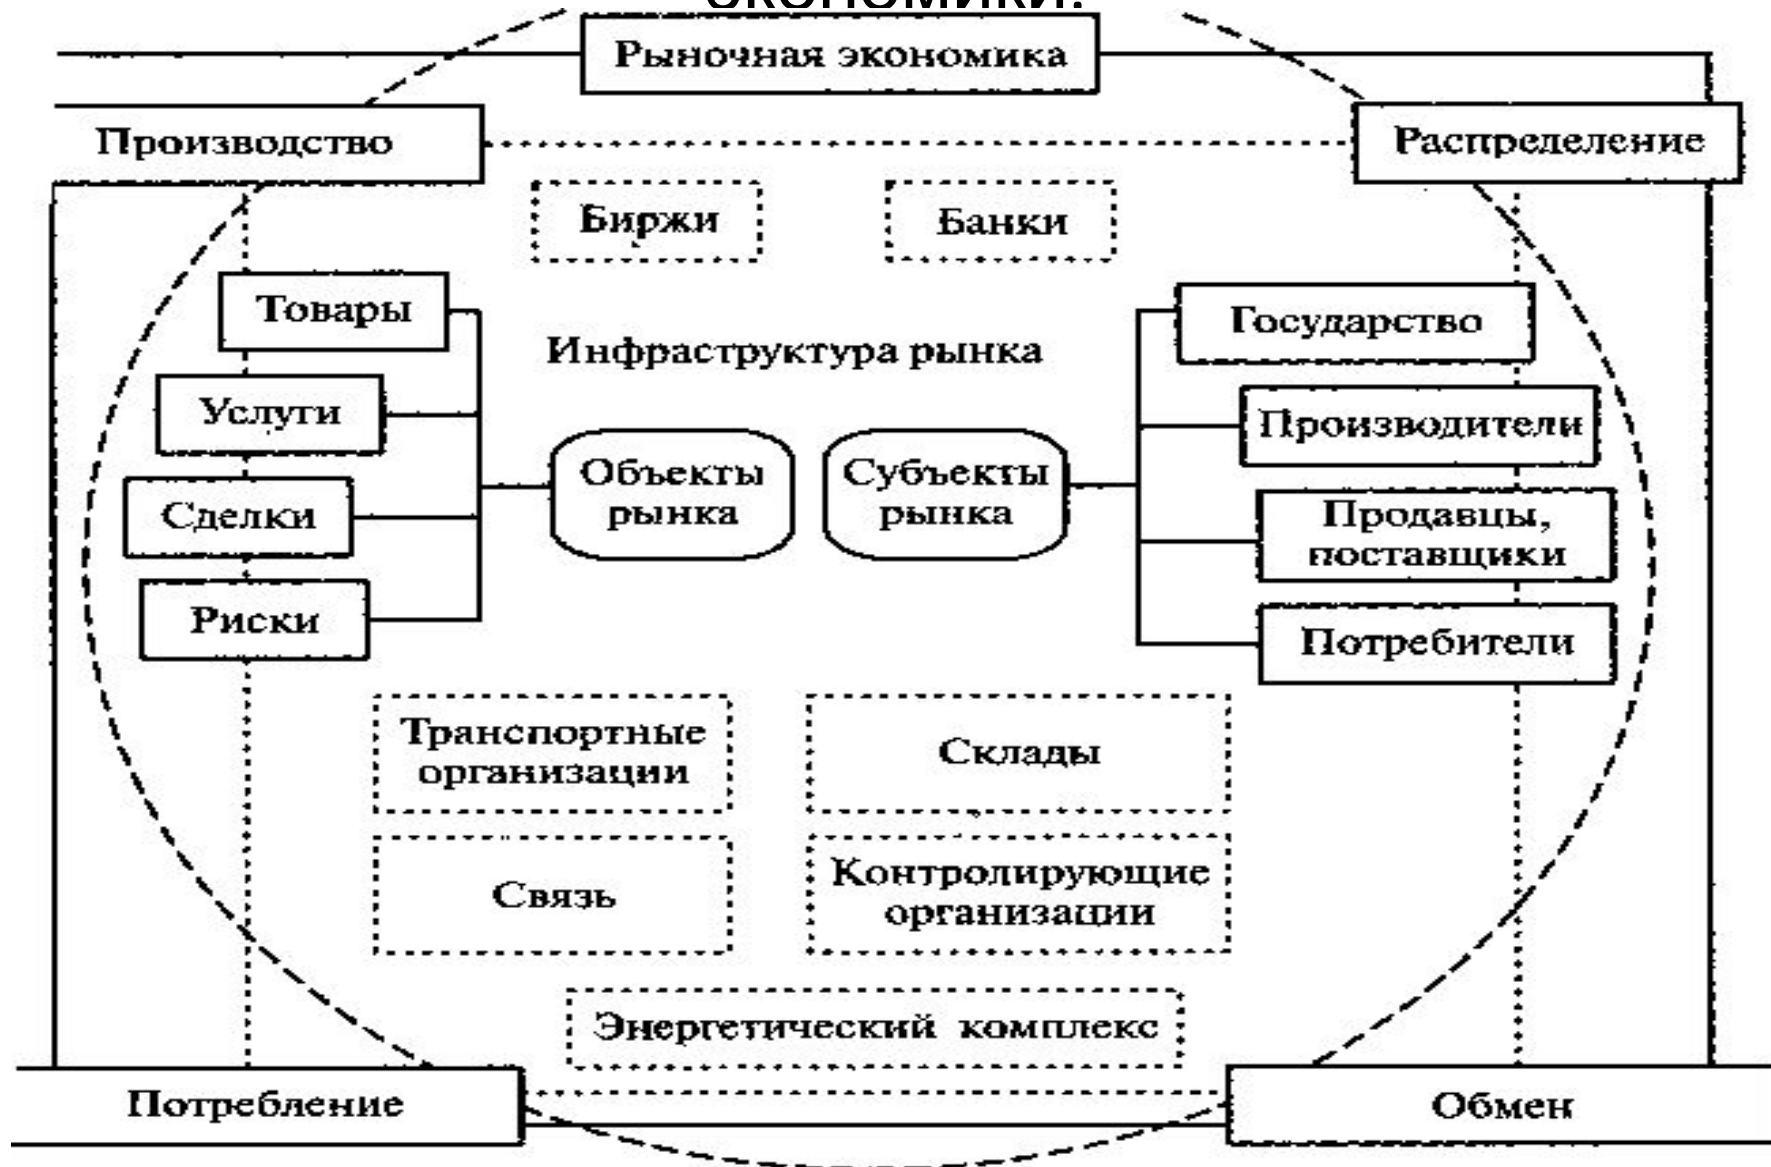 экономики.
Рыночная экономика
Производство
Распределение
Биржи
Банки
Товары
Государство
Инфраструктура рынка
Услуги
Производители
Объекты
рынка
Субъекты
рынка
Сделки
Продавцы,
поставщики
Риски
Потребители
Транспортные
организации
Склады
Связь
Контролирующие
организации
Энергетический комплекс
Потребление
Обмен